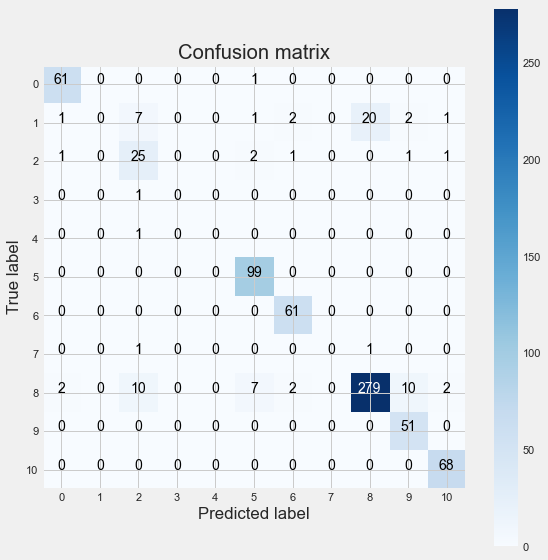 Confusion matrix
True label
0 61 0 0 0 0 1 0 0 0 0 0
1 1 0 7 0 0 1 2 0 20 2 1
2 1 0 25 0 0 2 1 0 0 1 1
3 0 0 1 0 0 0 0 0 0 0 0
4 0 0 1 0 0 0 0 0 0 0 0
5 0 0 0 0 0 99 0 0 0 0 0
6 0 0 0 0 0 0 61 0 0 0 0
7 0 0 1 0 0 0 0 0 1 0 0
8 2 0 10 0 0 7 2 0 279 10 2
9 0 0 0 0 0 0 0 0 0 51 0
10 0 0 0 0 0 0 0 0 0 0 68
0 1 2 3 4 5 6 7 8 9 10
Predicted label
250
200
150
100
50
0